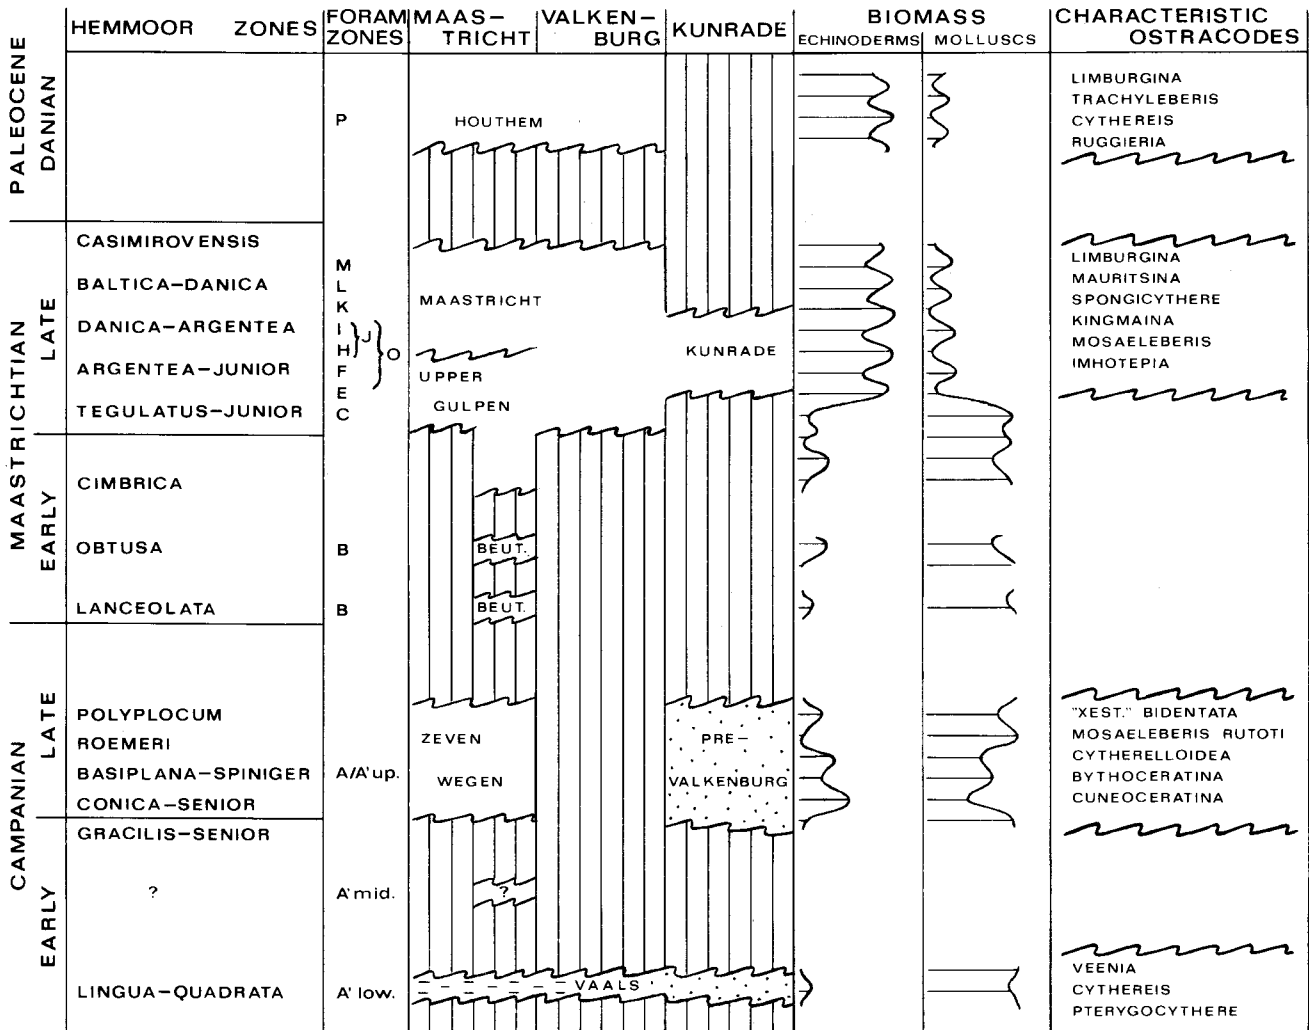 HEMMOOR ZONES
FORAM ZONES
MAAS- TRICHT
VALKEN- BURG
KUNRADE
BIOMASS
ECHINODERMS MOLLUSCS
CHARACTERISTIC OSTRACODES
PALEOCENE
DANIAN
P
HOUTHEM
LIMBURGINA
TRACHYLEBERIS
CYTHEREIS
RUGGIERIA
MAASTRICHTIAN
LATE
CASIMIROVENSIS
BALTICA-DANICA
DANICA-ARGENTEA
ARGENTEA-JUNIOR
TEGULATUS-JUNIOR
M
L
K
I
H
F
E
C
J
O
MAASTRICHT
UPPER
GULPEN
KUNRADE
LIMBURGINA
MAURITSINA
SPONGICYTHERE
KINGMAINA
MOSAELEBERIS
IMHOTEPIA
EARLY
CIMBRICA
OBTUSA B BEUT.
LANCEOLATA B BEUT.
CAMPANIAN
LATE
POLYPLOCUM
ROEMERI
BASIPLANA-SPINIGER
CONICA-SENIOR
A/A'up.
ZEVEN
WEGEN
PRE-
VALKENBURG
"XEST." BIDENTATA
MOSAELEBERIS RUTOTI
CYTHERELLOIDEA
BYTHOCERATINA
CUNEOCERATINA
EARLY
GRACILIS-SENIOR
? A'mid. ?
LINGUA-QUADRATA A'low. VAALS
VEENIA
CYTHEREIS
PTERYGOCYTHERE